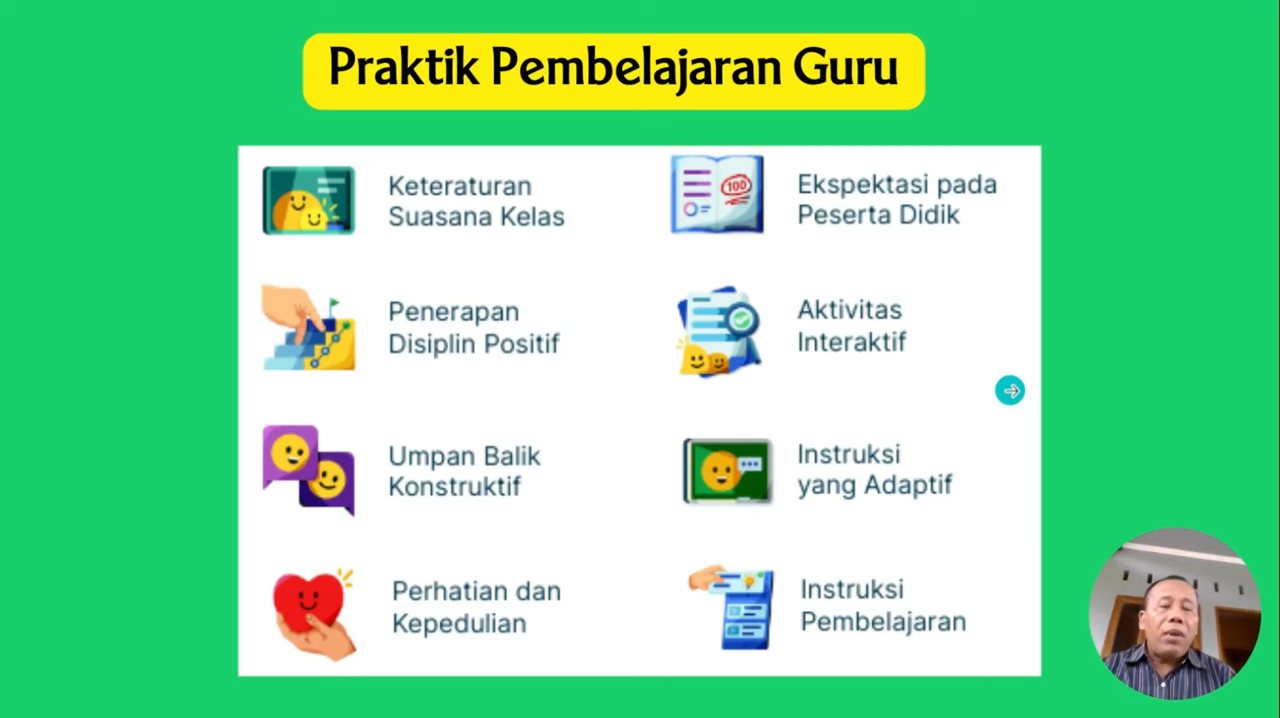 Praktik Pembelajaran Guru
Keteraturan
Suasana Kelas
100
Ekspektasi pada
Peserta Didik
Penerapan
Disiplin Positif
Aktivitas
Interaktif
Umpan Balik
Konstruktif
Instruksi
yang Adaptif
Perhatian dan
Kepedulian
Instruksi
Pembelajaran